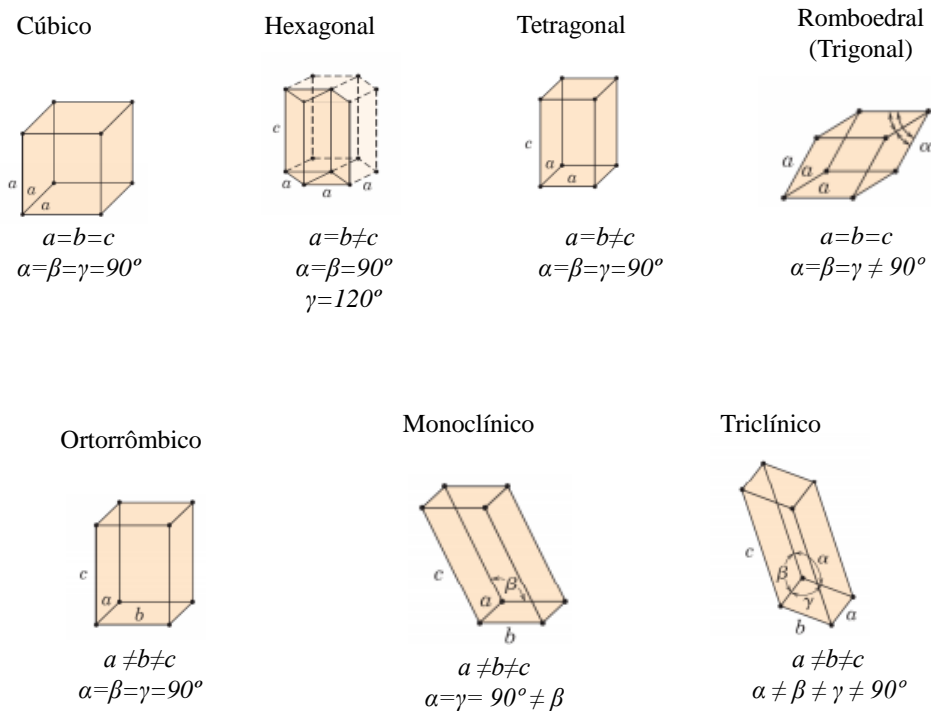 Cúbico
Hexagonal
Tetragonal
Romboedral
(Trigonal)
a
a
a
c
a
a
a
c
a
a
a
a
a
α
a=b=c
α=β=γ=90º
a=b≠c
α=β=90º
γ=120º
a=b≠c
α=β=γ=90º
a=b=c
α=β=γ ≠ 90º
Ortorrômbico
Monoclínico
Triclínico
c
a
b
c
a
β
b
c
β
α
γ
b
a
a ≠b≠c
α=β=γ=90º
a ≠b≠c
α=γ= 90º ≠ β
a ≠b≠c
α ≠ β ≠ γ ≠ 90º